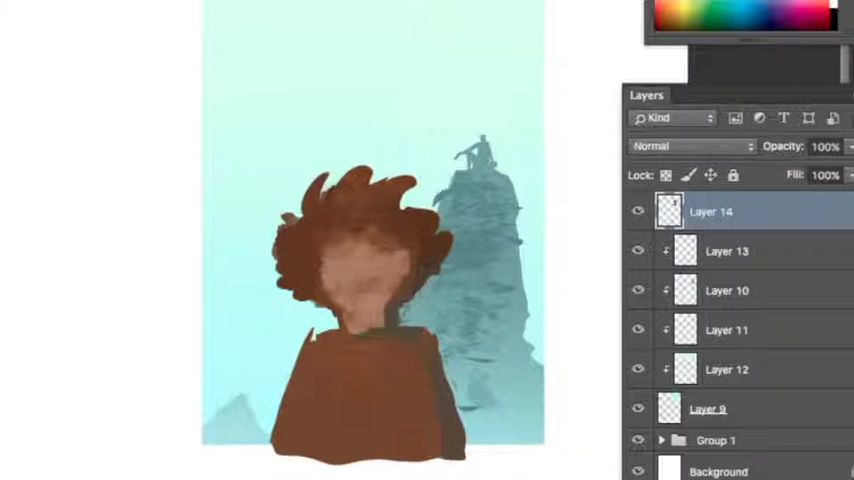 Layers
Kind
Normal Opacity: 100%
Lock: Fill: 100%
Layer 14
Layer 13
Layer 10
Layer 11
Layer 12
Layer 9
Group 1
Background